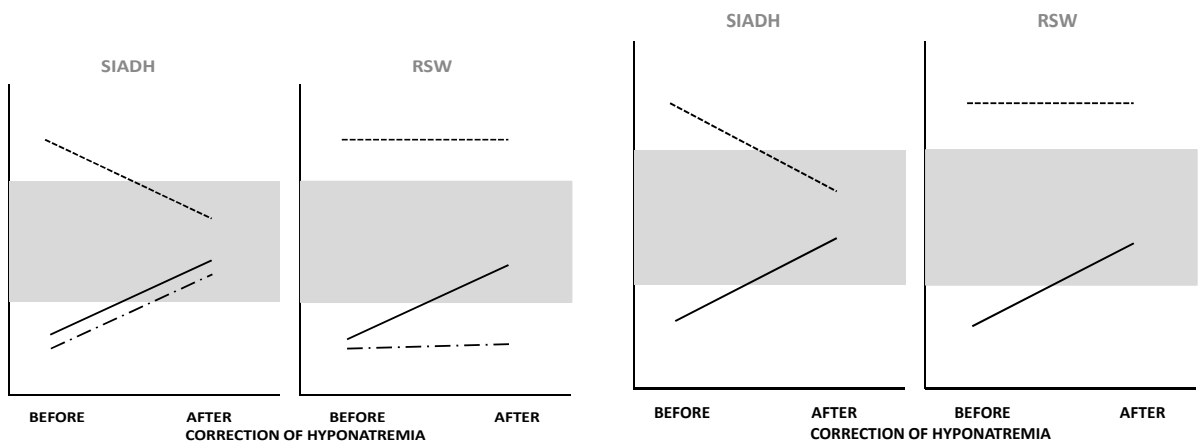 SIADH
RSW
BEFORE
AFTER
BEFORE
AFTER
CORRECTION OF HYPONATREMIA
SIADH
RSW
BEFORE
AFTER
BEFORE
AFTER
CORRECTION OF HYPONATREMIA